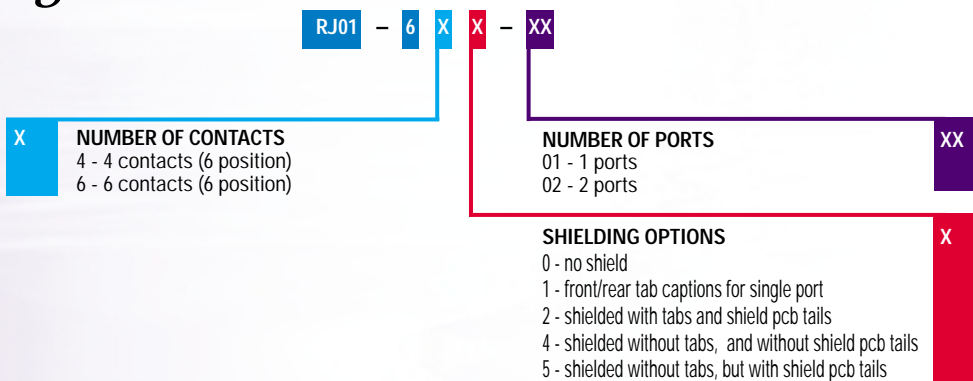 RJ01 – 6 X X – XX
X
NUMBER OF CONTACTS
4 - 4 contacts (6 position)
6 - 6 contacts (6 position)
NUMBER OF PORTS
01 - 1 ports
02 - 2 ports
XX
SHIELDING OPTIONS
0 - no shield
1 - front/rear tab captions for single port
2 - shielded with tabs and shield pcb tails
4 - shielded without tabs, and without shield pcb tails
5 - shielded without tabs, but with shield pcb tails
X